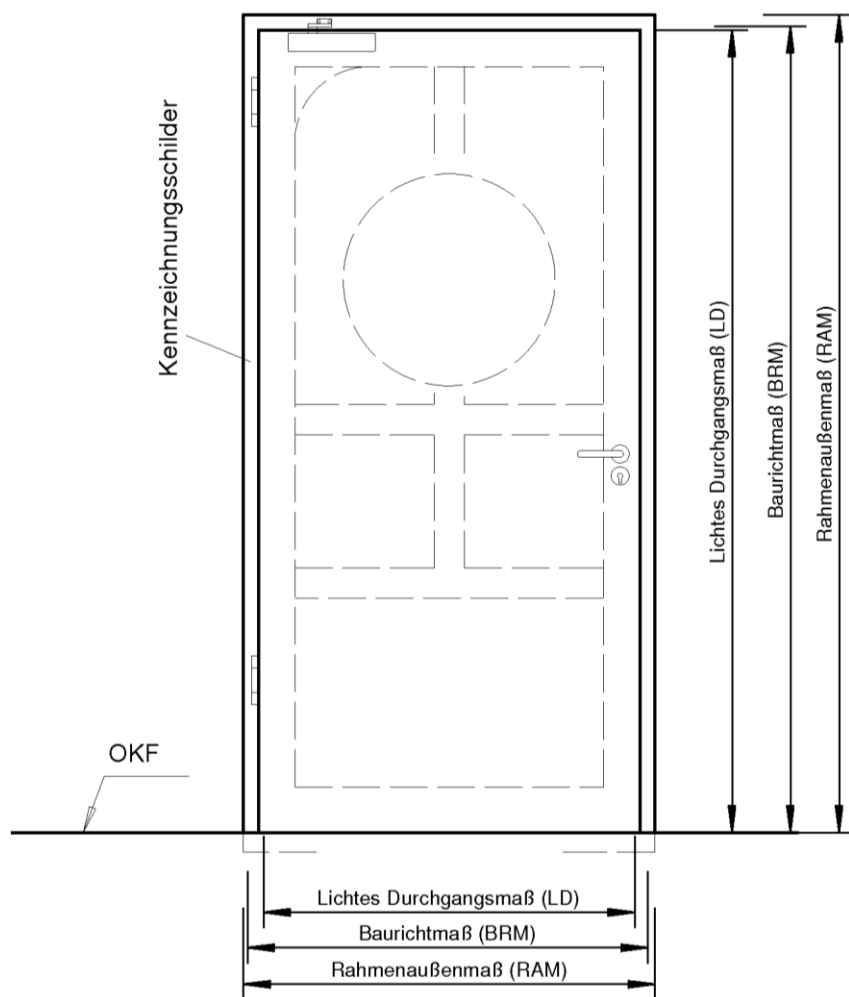 Kennzeichnungsschilder
Lichtes Durchgangsmaß (LD)
Baurichtmaß (BRM)
Rahmenaußenmaß (RAM)
OKF
Lichtes Durchgangsmaß (LD)
Baurichtmaß (BRM)
Rahmenaußenmaß (RAM)